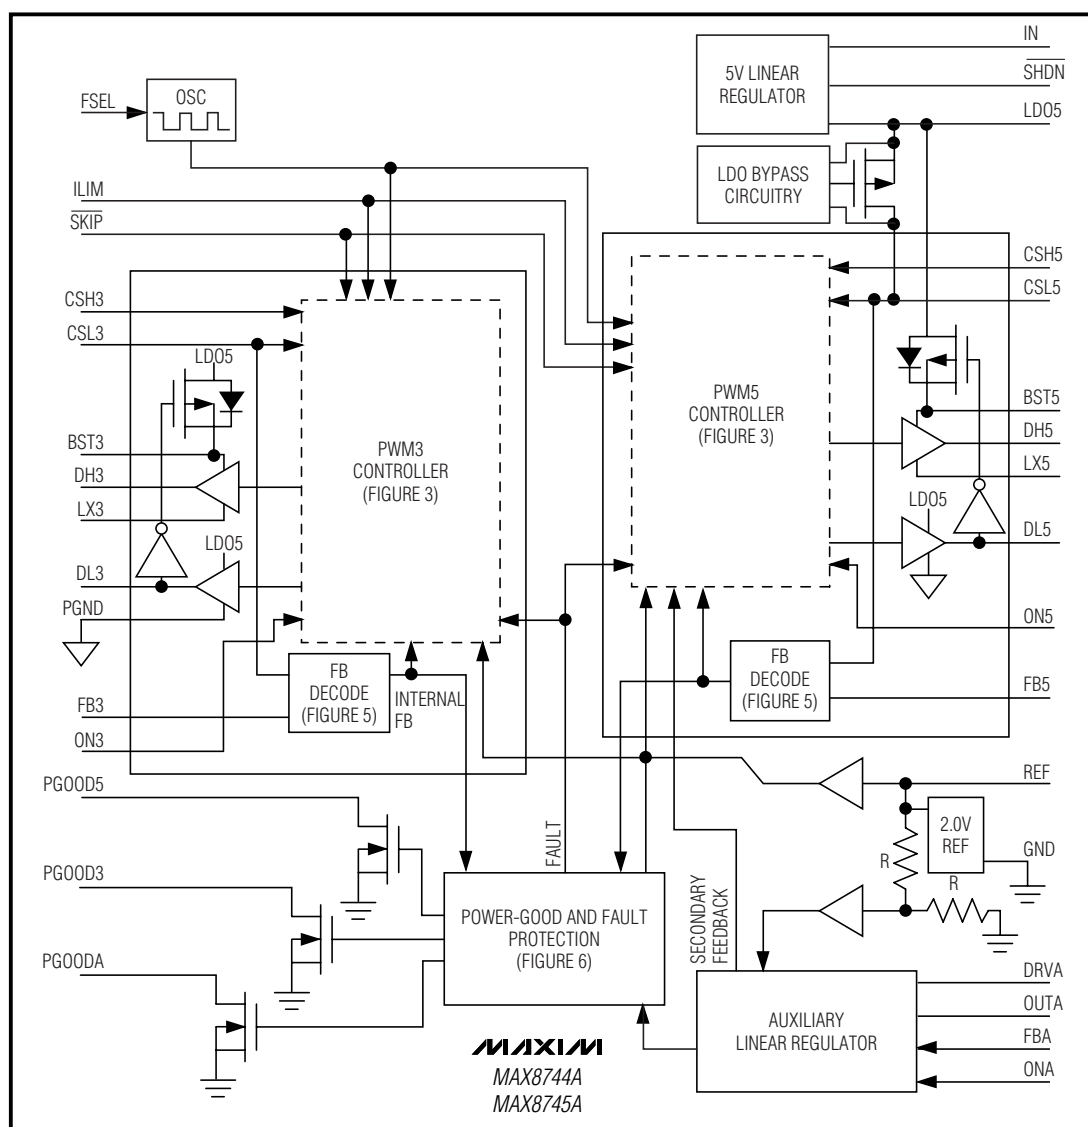 IN
5V LINEAR
REGULATOR
SHDN
LDO5
FSEL
OSC
LDO BYPASS
CIRCUITRY
ILIM
SKIP
CSH5
CSL5
CSH3
CSL3
LDO5
BST3
DH3
LX3
LDO5
DL3
PGND
PWM3
CONTROLLER
(FIGURE 3)
PWM5
CONTROLLER
(FIGURE 3)
BST5
DH5
LX5
LDO5
DL5
ON5
FB
DECODE
(FIGURE 5)
INTERNAL
FB
FB3
ON3
FB
DECODE
(FIGURE 5)
FB5
PGOOD5
REF
2.0V
REF
R
GND
R
FAULT
PGOOD3
POWER-GOOD AND FAULT
PROTECTION
(FIGURE 6)
SECONDARY
FEEDBACK
PGOODA
AUXILIARY
LINEAR REGULATOR
DRVA
OUTA
FBA
ONA
MAXIM
MAX8744A
MAX8745A